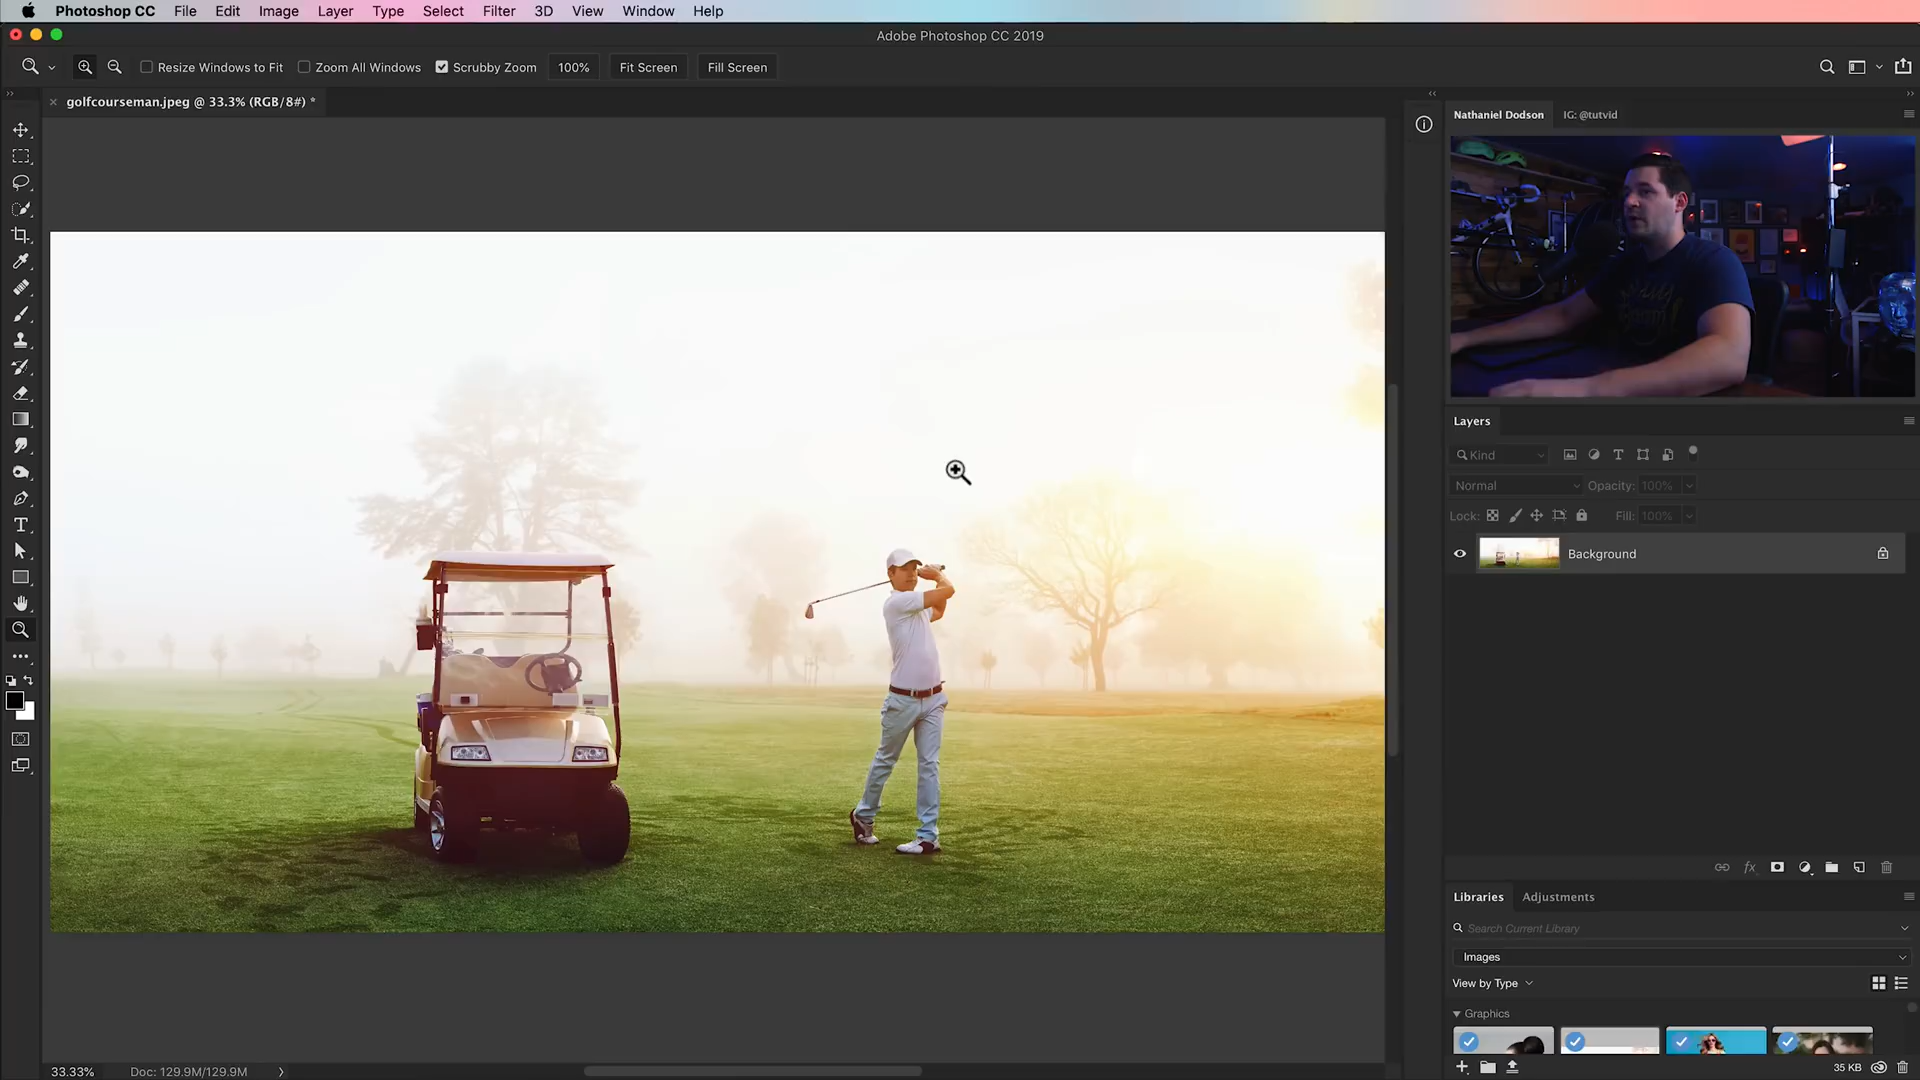 Photoshop CC File Edit Image Layer Type Select Filter 3D View Window Help
Adobe Photoshop CC 2019
Resize Windows to Fit Zoom All Windows Scrubby Zoom 100% Fit Screen Fill Screen
golfcourseman.jpeg @ 33.3% (RGB/8#) *
Nathaniel Dodson IG: @tutvid
Layers
Kind
Normal Opacity: 100%
Lock: Fill: 100%
Background
fx
Libraries Adjustments
Search Current Library
Images
View by Type
Graphics
33.33% Doc: 129.9M/129.9M
35 KB